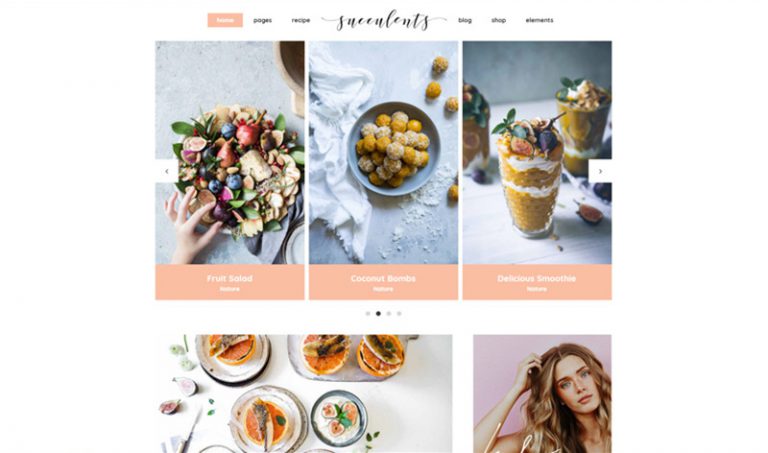 home pages recipe succulents blog shop elements
Fruit Salad Coconut Bombs Delicious Smoothie
Nature Nature Nature